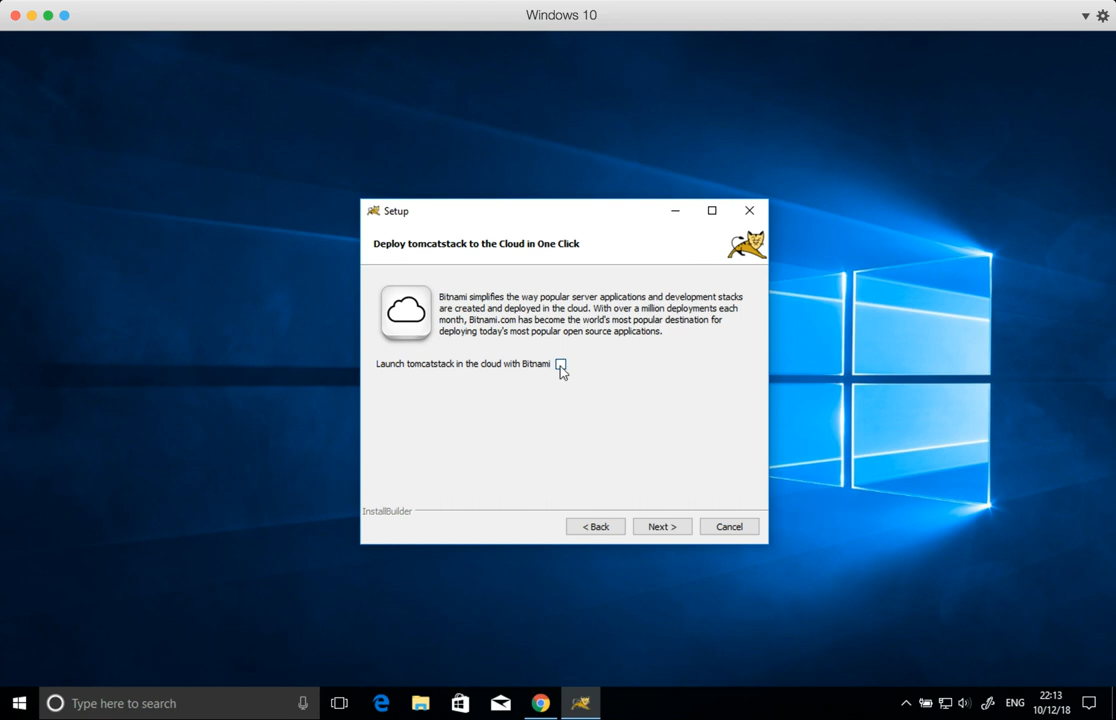 Windows 10
Setup
Deploy tomcatstack to the Cloud in One Click
Bitnami simplifies the way popular server applications and development stacks
are created and deployed in the cloud. With over a million deployments each
month, Bitnami.com has become the world's most popular destination for
deploying today's most popular open source applications.
Launch tomcatstack in the cloud with Bitnami
InstallBuilder
< Back
Next >
Cancel
Type here to search
ENG
22:13
10/12/18